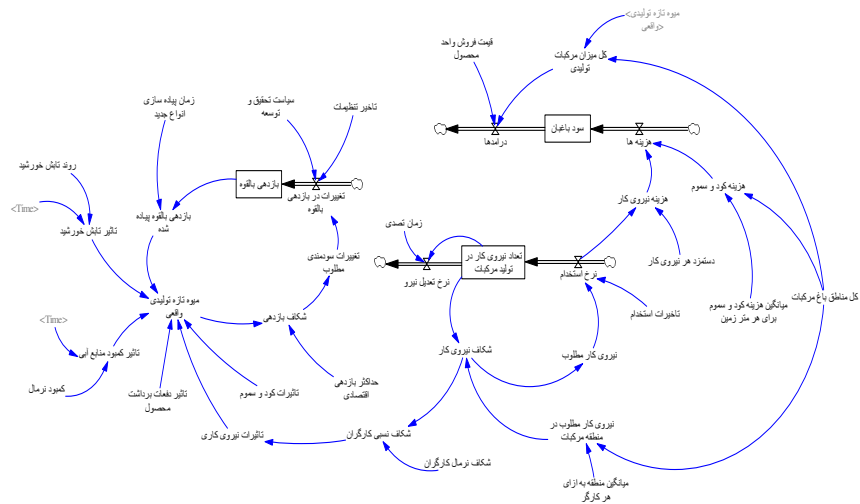 <میوه تازه تولیدی
واقعی>
قیمت فروش واحد
محصول
کل میزان مرکبات
تولیدی
زمان پیاده سازی
انواع جدید
سیاست تحقیق و
توسعه
تاخیر تنظیمات
درامدها
سود باغبان
هزینه ها
روند تابش خورشید
<Time>
بازدهی بالقوه
تغییرات در بازدهی
بالقوه
هزینه نیروی کار
هزینه کود و سموم
تاثیر تابش خورشید
بازدهی بالقوه پیاده
شده
زمان تصدی
تغییرات سودمندی
مطلوب
تعداد نیروی کار در
تولید مرکبات
نرخ تعدیل نیرو
نرخ استخدام
دستمزد هر نیروی کار
میانگین هزینه کود و سموم
برای هر متر زمین
کل مناطق باغ مرکبات
میوه تازه تولیدی
واقعی
شکاف بازدهی
تاخیرات استخدام
<Time>
تاثیر کمبود منابع آبی
شکاف نیروی کار
نیروی کار مطلوب
کمبود نرمال
تاثیر دفعات برداشت
محصول
تاثیرات کود و سموم
حداکثر بازدهی
اقتصادی
تاثیرات نیروی کاری
شکاف نسبی کارگران
نیروی کار مطلوب در
منطقه مرکبات
شکاف نرمال کارگران
میانگین منطقه به ازای
هر کارگر